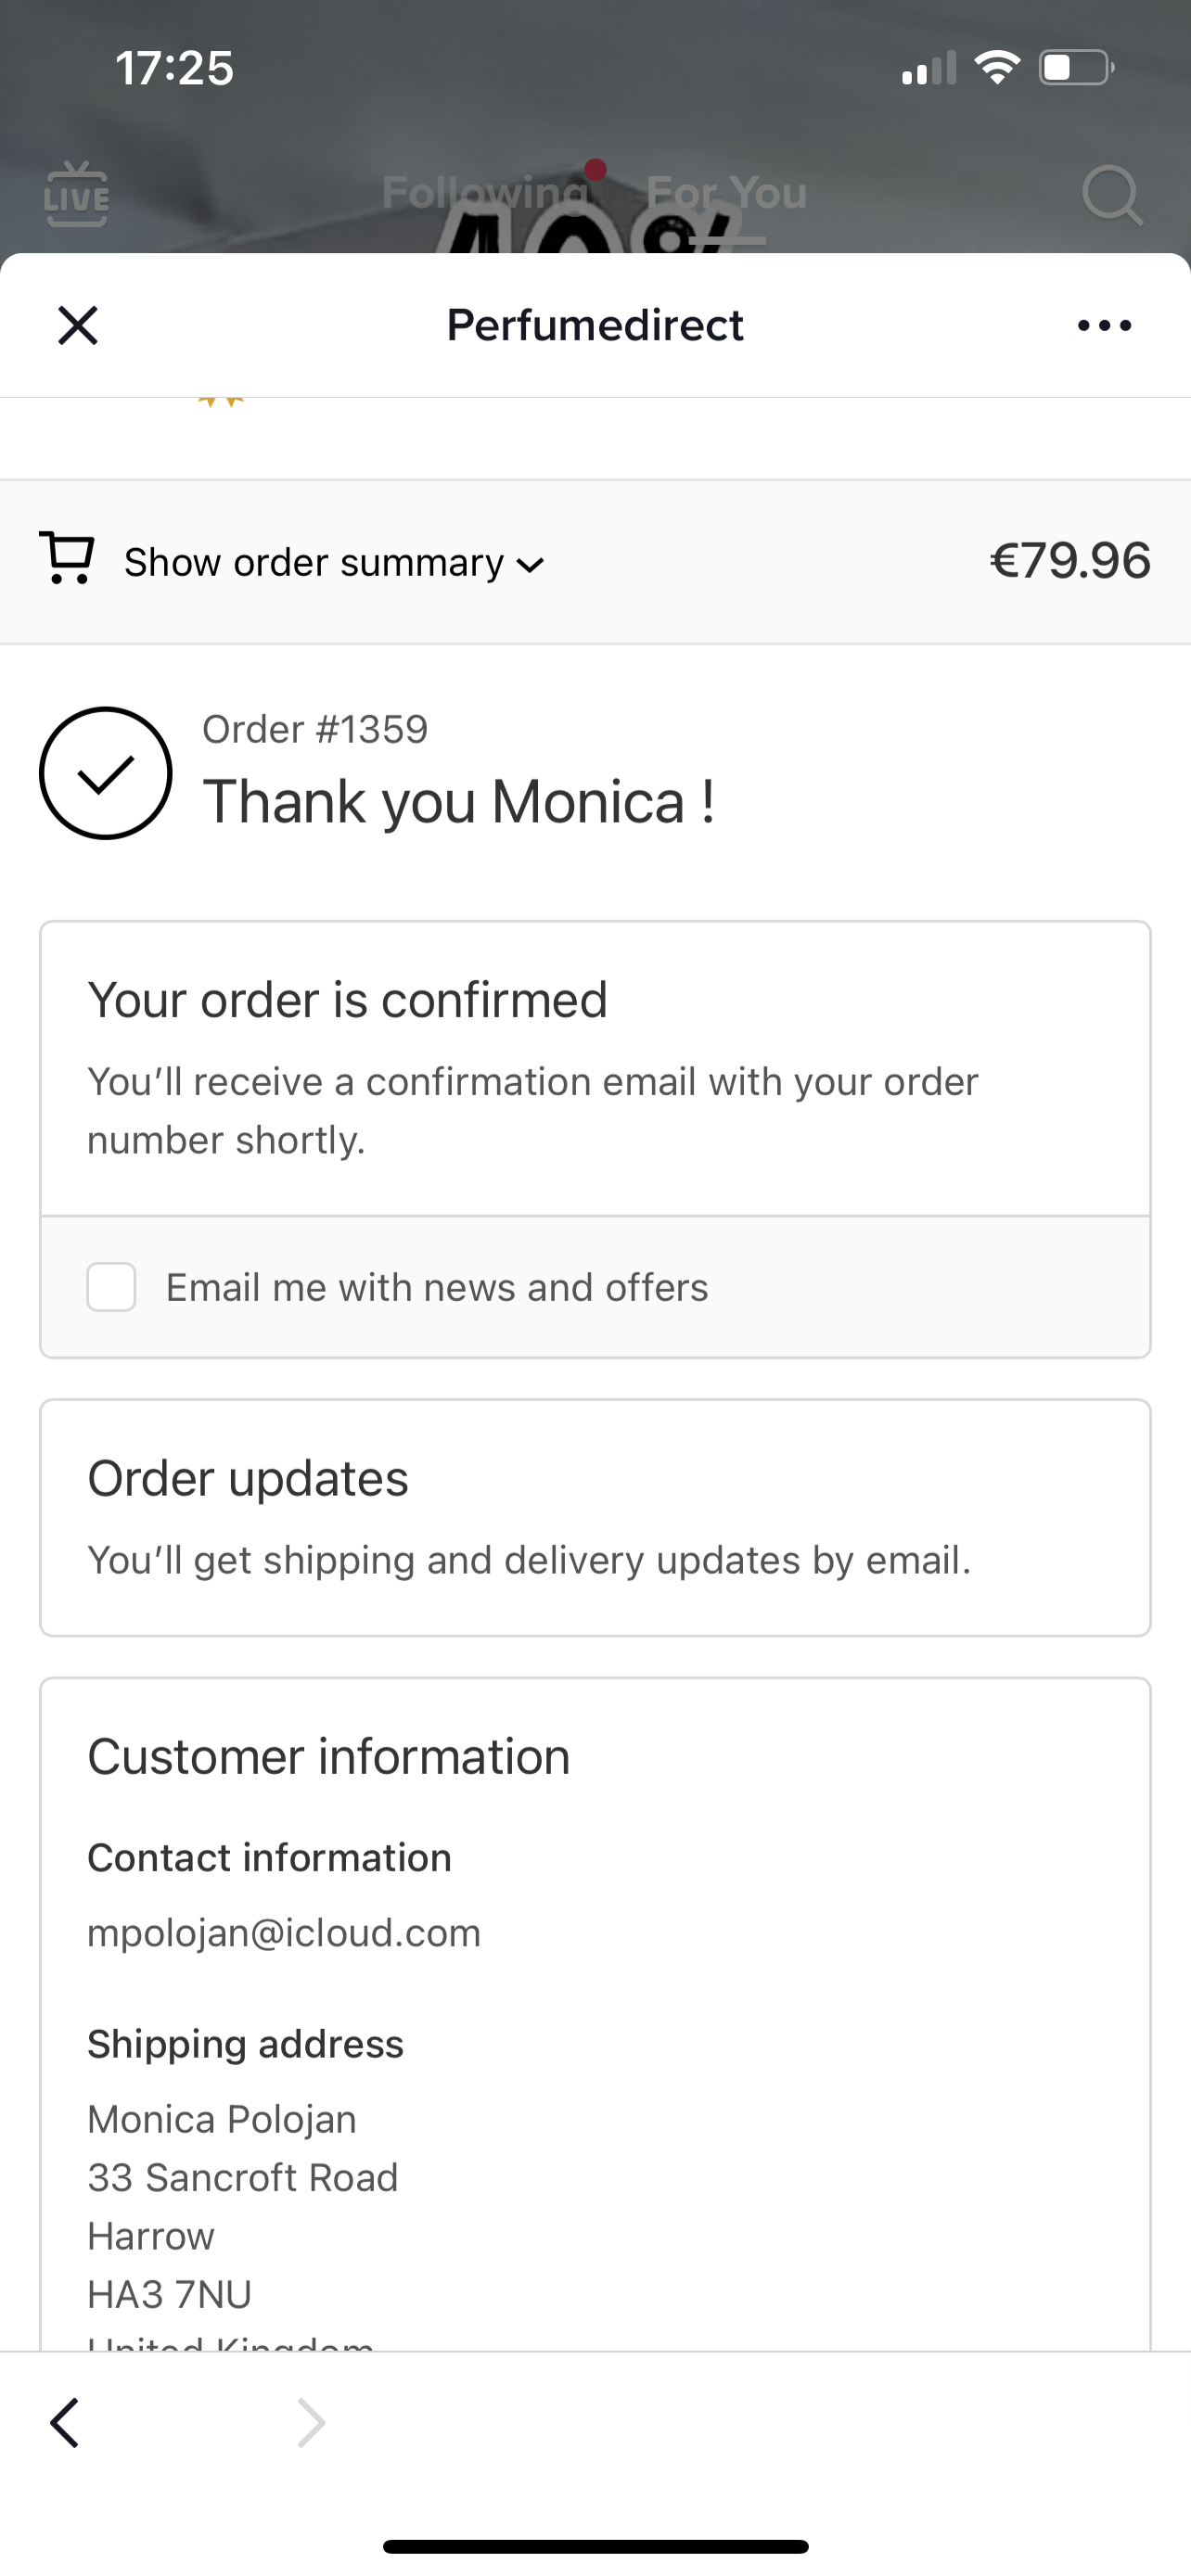 17:25
LIVE
Following
For You
40%
Perfumedirect
Show order summary
€79.96
Order #1359
Thank you Monica !
Your order is confirmed
You’ll receive a confirmation email with your order
number shortly.
Email me with news and offers
Order updates
You’ll get shipping and delivery updates by email.
Customer information
Contact information
mpolojan@icloud.com
Shipping address
Monica Polojan
33 Sancroft Road
Harrow
HA3 7NU
United Kingdom